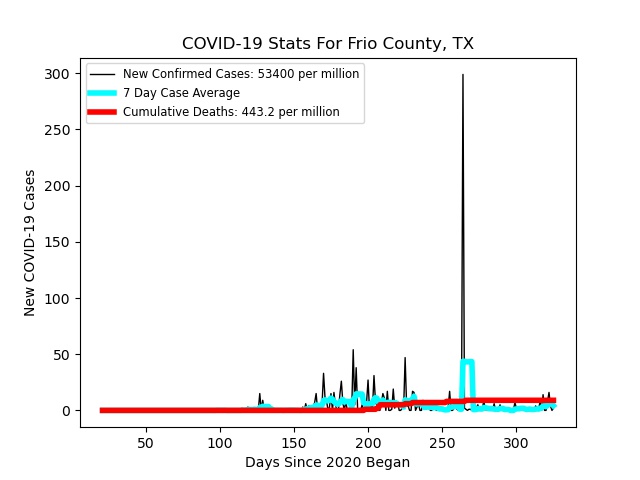 COVID-19 Stats For Frio County, TX
New Confirmed Cases: 53400 per million
7 Day Case Average
Cumulative Deaths: 443.2 per million
New COVID-19 Cases
300
250
200
150
100
50
0
50 100 150 200 250 300
Days Since 2020 Began